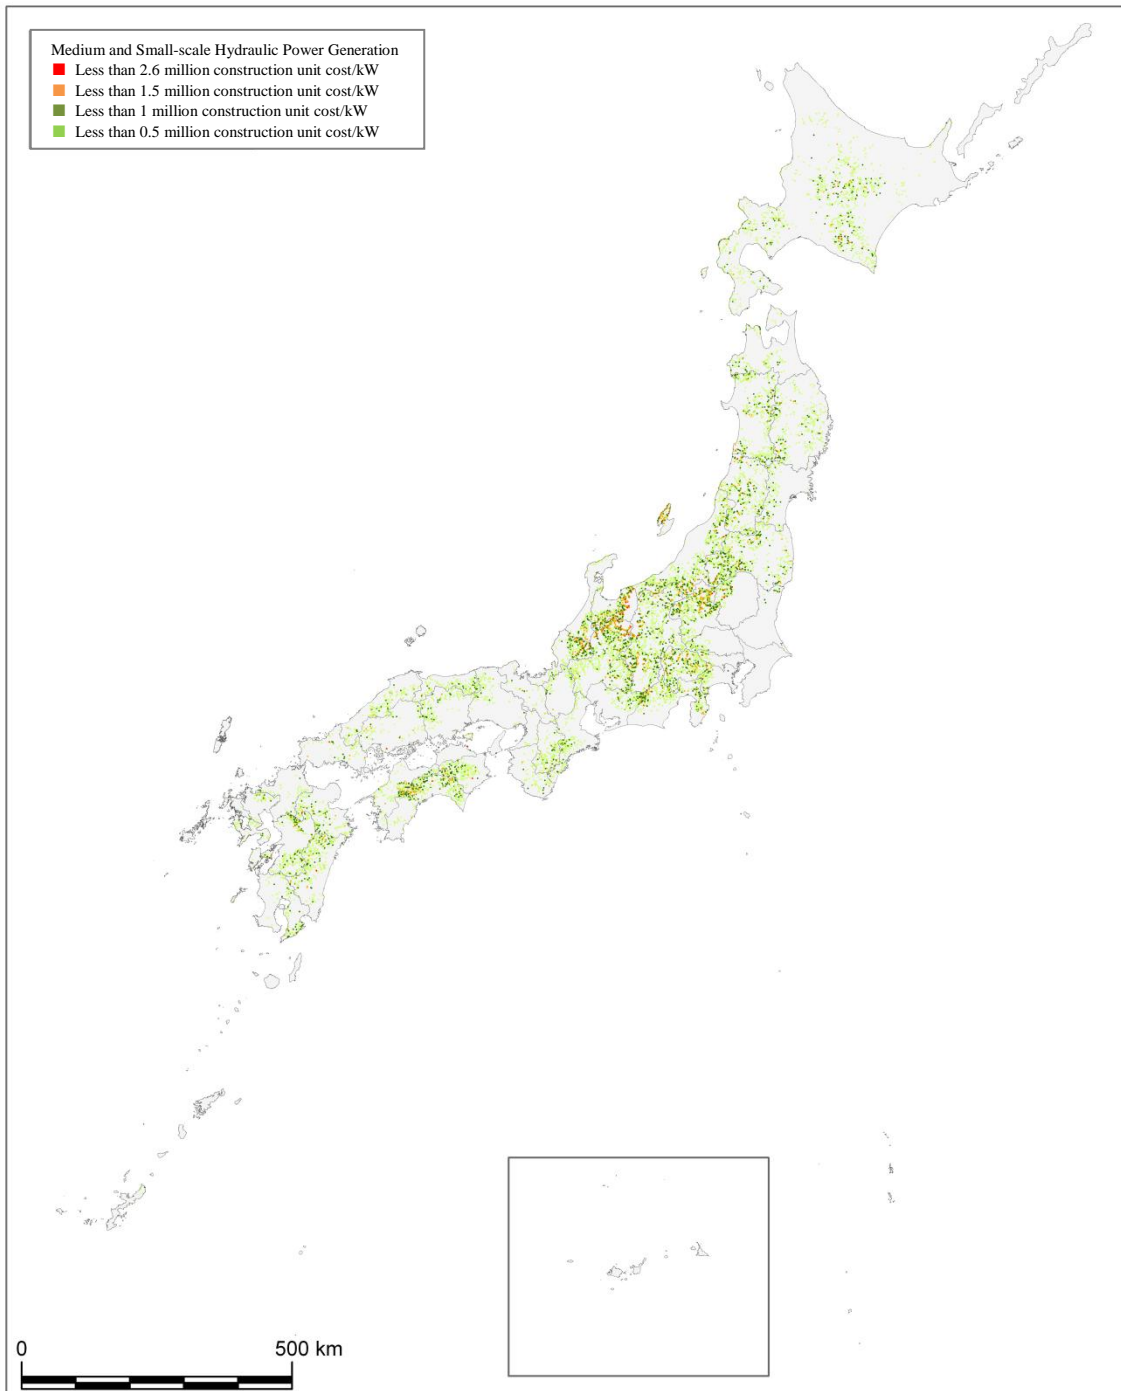 Medium and Small-scale Hydraulic Power Generation
Less than 2.6 million construction unit cost/kW
Less than 1.5 million construction unit cost/kW
Less than 1 million construction unit cost/kW
Less than 0.5 million construction unit cost/kW
0 500 km